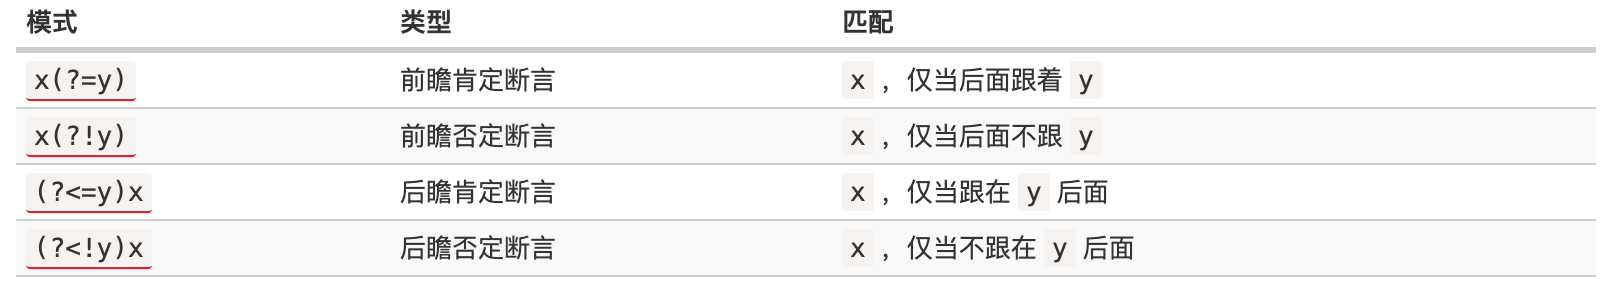 模式 类型 匹配
x(?=y) 前瞻肯定断言 x ，仅当后面跟着 y
x(?!y) 前瞻否定断言 x ，仅当后面不跟 y
(?<=y)x 后瞻肯定断言 x ，仅当跟在 y 后面
(?<!y)x 后瞻否定断言 x ，仅当不跟在 y 后面